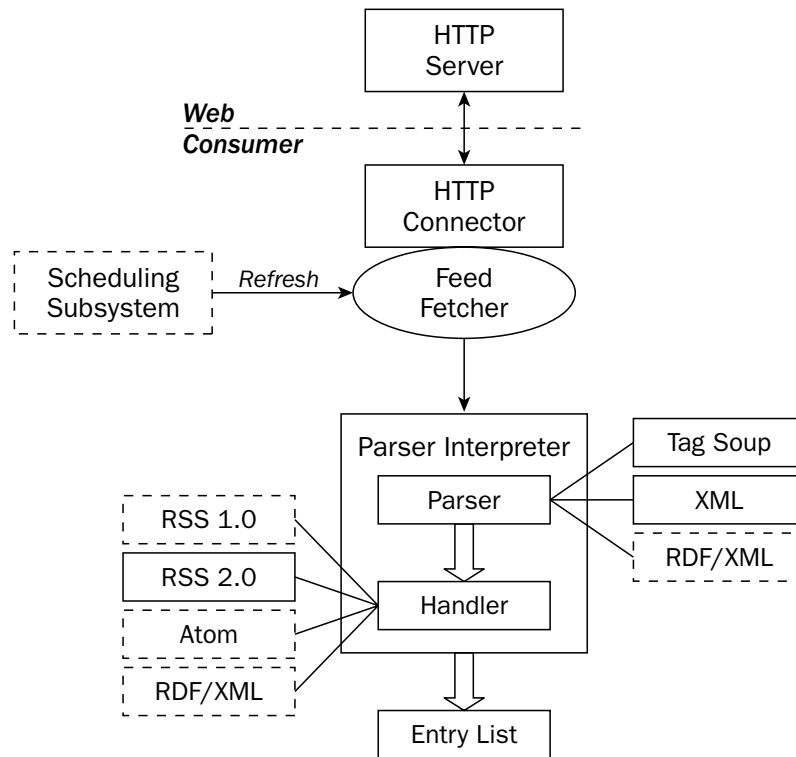 HTTP
Server
Web
Consumer
HTTP
Connector
Scheduling
Subsystem
Refresh
Feed
Fetcher
Parser Interpreter
Tag Soup
Parser
XML
RSS 1.0
RDF/XML
RSS 2.0
Handler
Atom
RDF/XML
Entry List